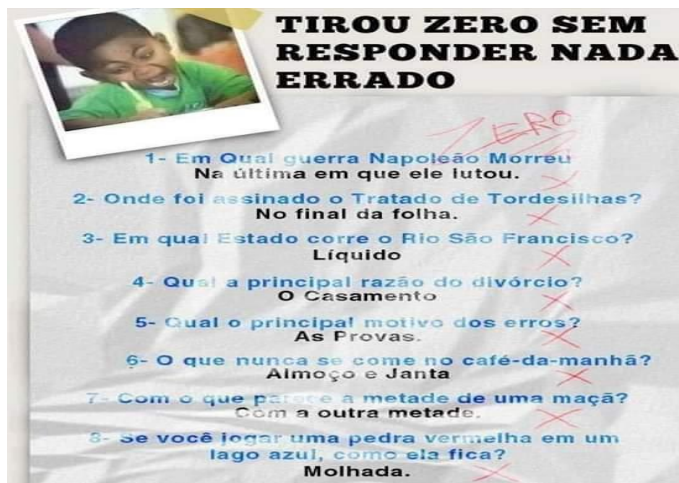 TIROU ZERO SEM
RESPONDER NADA
ERRADO
ZERO
1- Em Qual guerra Napoleão Morreu
Na última em que ele lutou.
2- Onde foi assinado o Tratado de Tordesilhas?
No final da folha.
3- Em qual Estado corre o Rio São Francisco?
Líquido
4- Qual a principal razão do divórcio?
O Casamento
5- Qual o principal motivo dos erros?
As Provas.
6- O que nunca se come no café-da-manhã?
Almoço e Janta
7- Com o que parece a metade de uma maçã?
Com a outra metade.
8- Se você jogar uma pedra vermelha em um
lago azul, como ela fica?
Molhada.